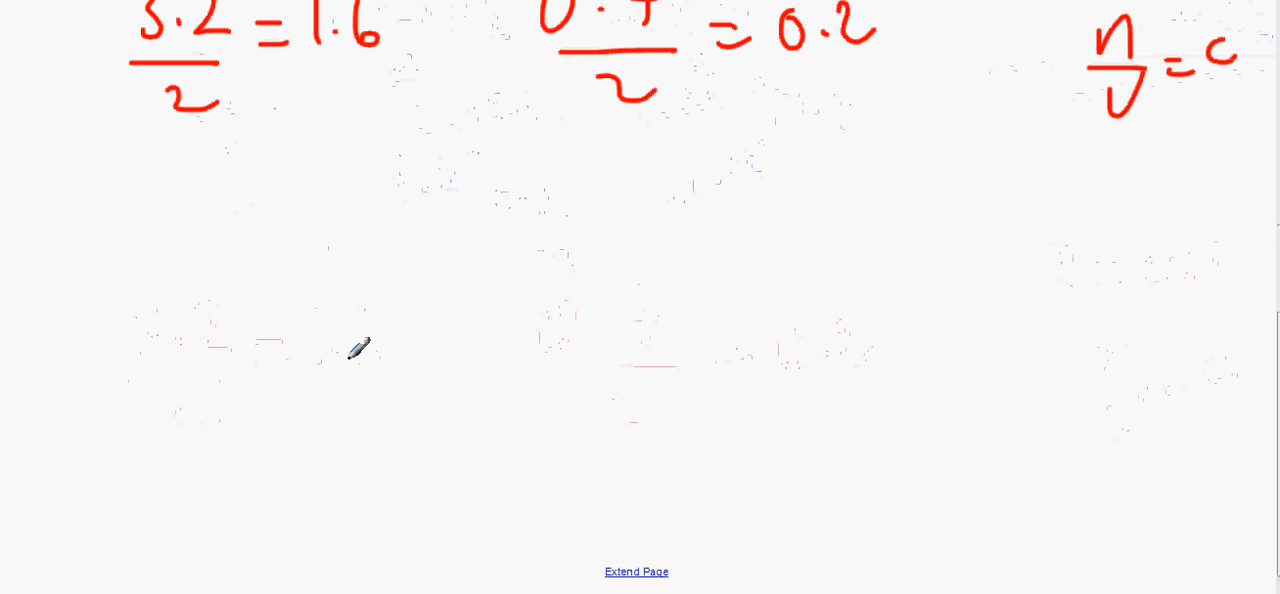 3.2/2 = 1.6
0.4/2 = 0.2
n/V = c
Extend Page